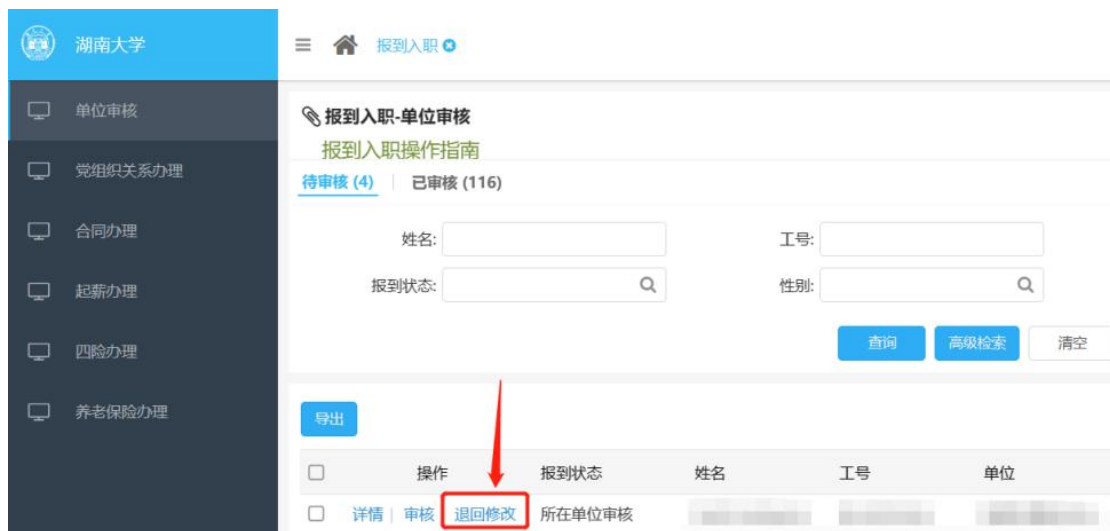 湖南大学
报到入职
单位审核
党组织关系办理
合同办理
起薪办理
四险办理
养老保险办理
报到入职-单位审核
报到入职操作指南
待审核 (4) | 已审核 (116)
姓名: 工号:
报到状态: 性别:
查询 高级检索 清空
导出
操作 报到状态 姓名 工号 单位
详情 | 审核 退回修改 所在单位审核